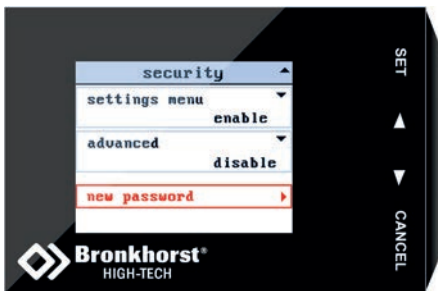 security
settings menu
enable
advanced
disable
new password
SET
CANCEL
Bronkhorst®
HIGH-TECH